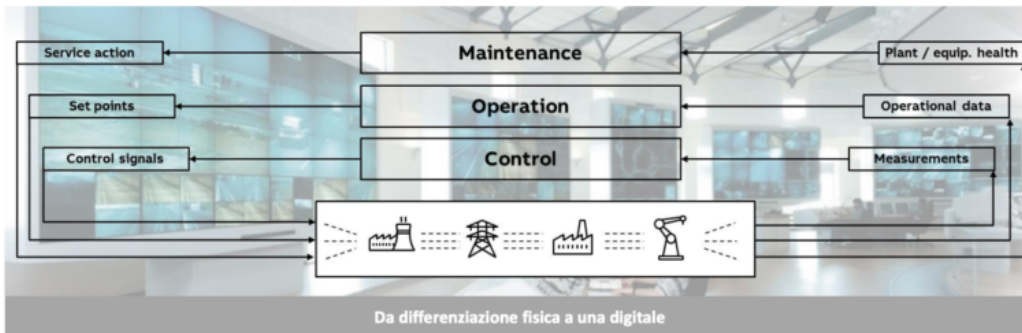 Service action
Maintenance
Plant / equip. health
Set points
Operation
Operational data
Control signals
Control
Measurements
Da differenziazione fisica a una digitale